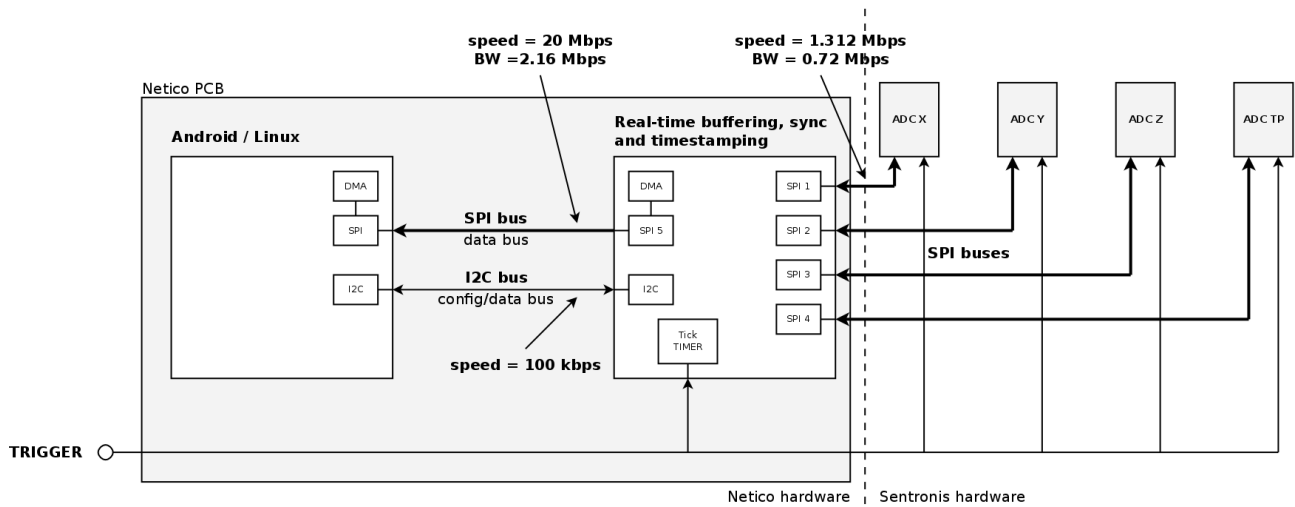 speed = 20 Mbps
BW =2.16 Mbps
speed = 1.312 Mbps
BW = 0.72 Mbps
Netico PCB
ADC X
ADC Y
ADC Z
ADC TP
Android / Linux
Real-time buffering, sync
and timestamping
DMA
DMA
SPI 1
SPI
SPI bus
data bus
SPI 5
SPI 2
SPI buses
I2C
I2C bus
config/data bus
I2C
SPI 3
SPI 4
Tick
TIMER
speed = 100 kbps
TRIGGER
Netico hardware
Sentronis hardware